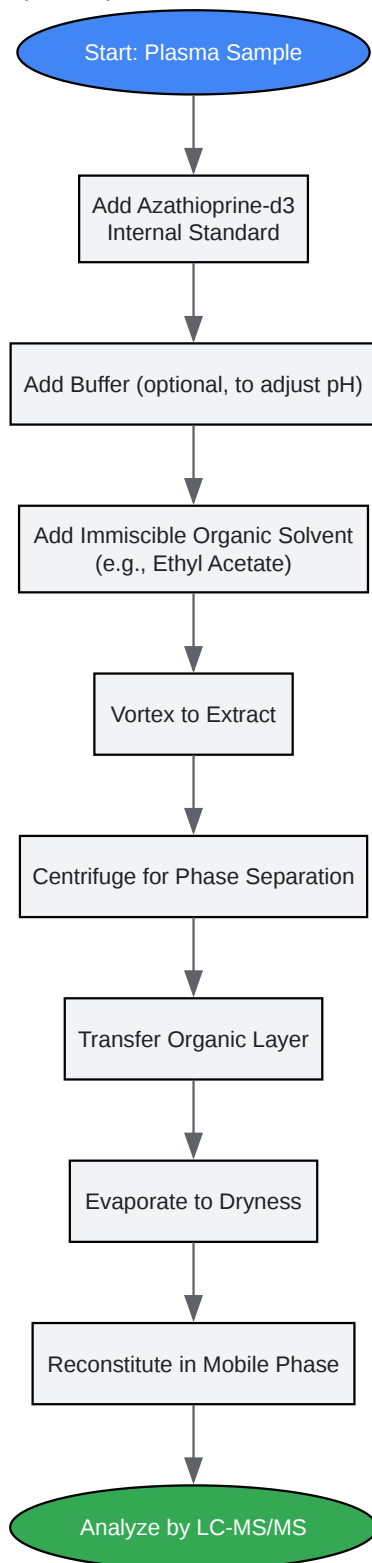 Start: Plasma Sample
Add Azathioprine-d3
Internal Standard
Add Buffer (optional, to adjust pH)
Add Immiscible Organic Solvent
(e.g., Ethyl Acetate)
Vortex to Extract
Centrifuge for Phase Separation
Transfer Organic Layer
Evaporate to Dryness
Reconstitute in Mobile Phase
Analyze by LC-MS/MS